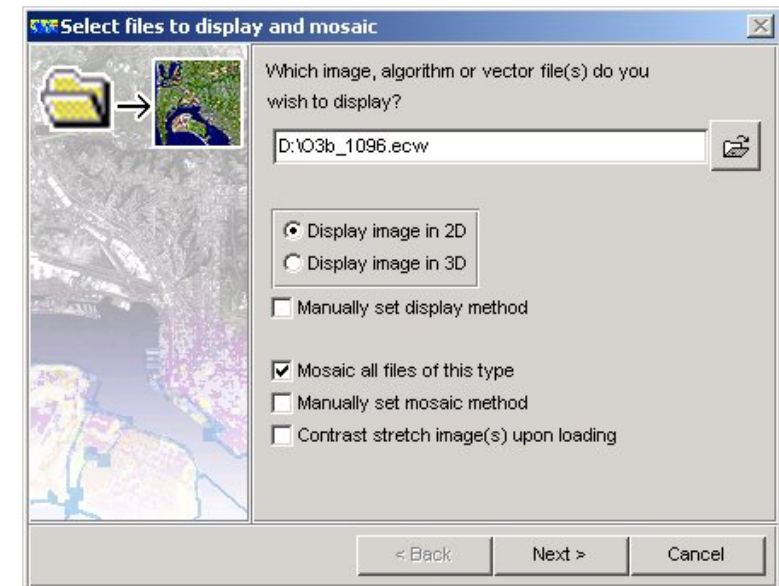 Select files to display and mosaic
Which image, algorithm or vector file(s) do you
wish to display?
D:\O3b_1096.ecw
Display image in 2D
Display image in 3D
Manually set display method
Mosaic all files of this type
Manually set mosaic method
Contrast stretch image(s) upon loading
< Back Next > Cancel